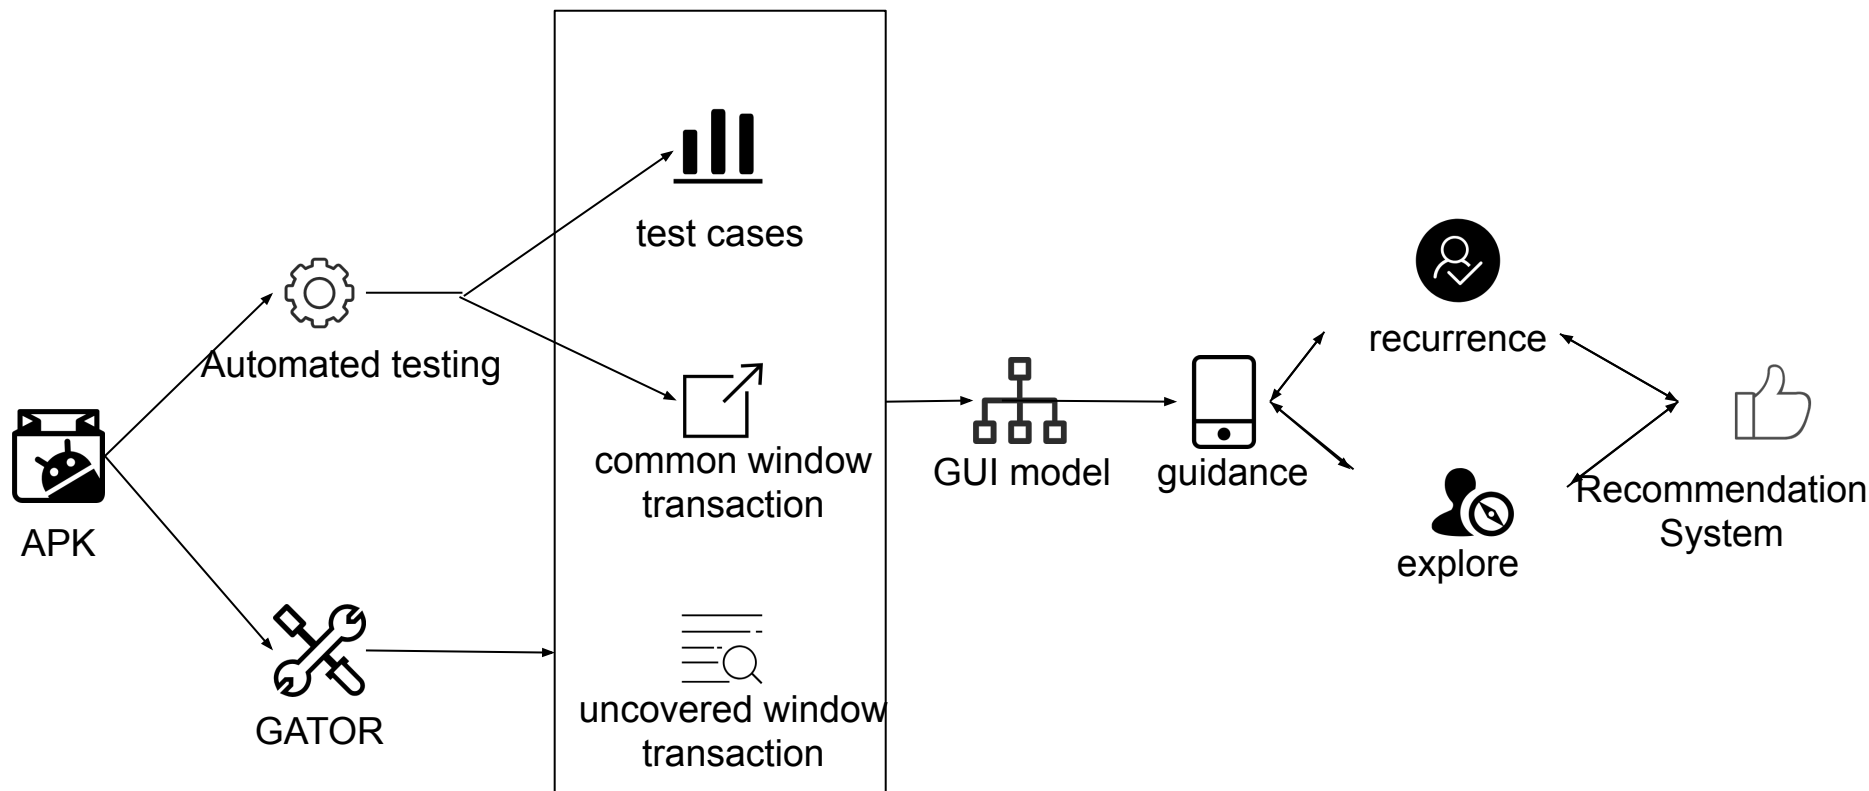 test cases
Automated testing
common window
transaction
APK
GATOR
uncovered window
transaction
GUI model
guidance
recurrence
explore
Recommendation
System